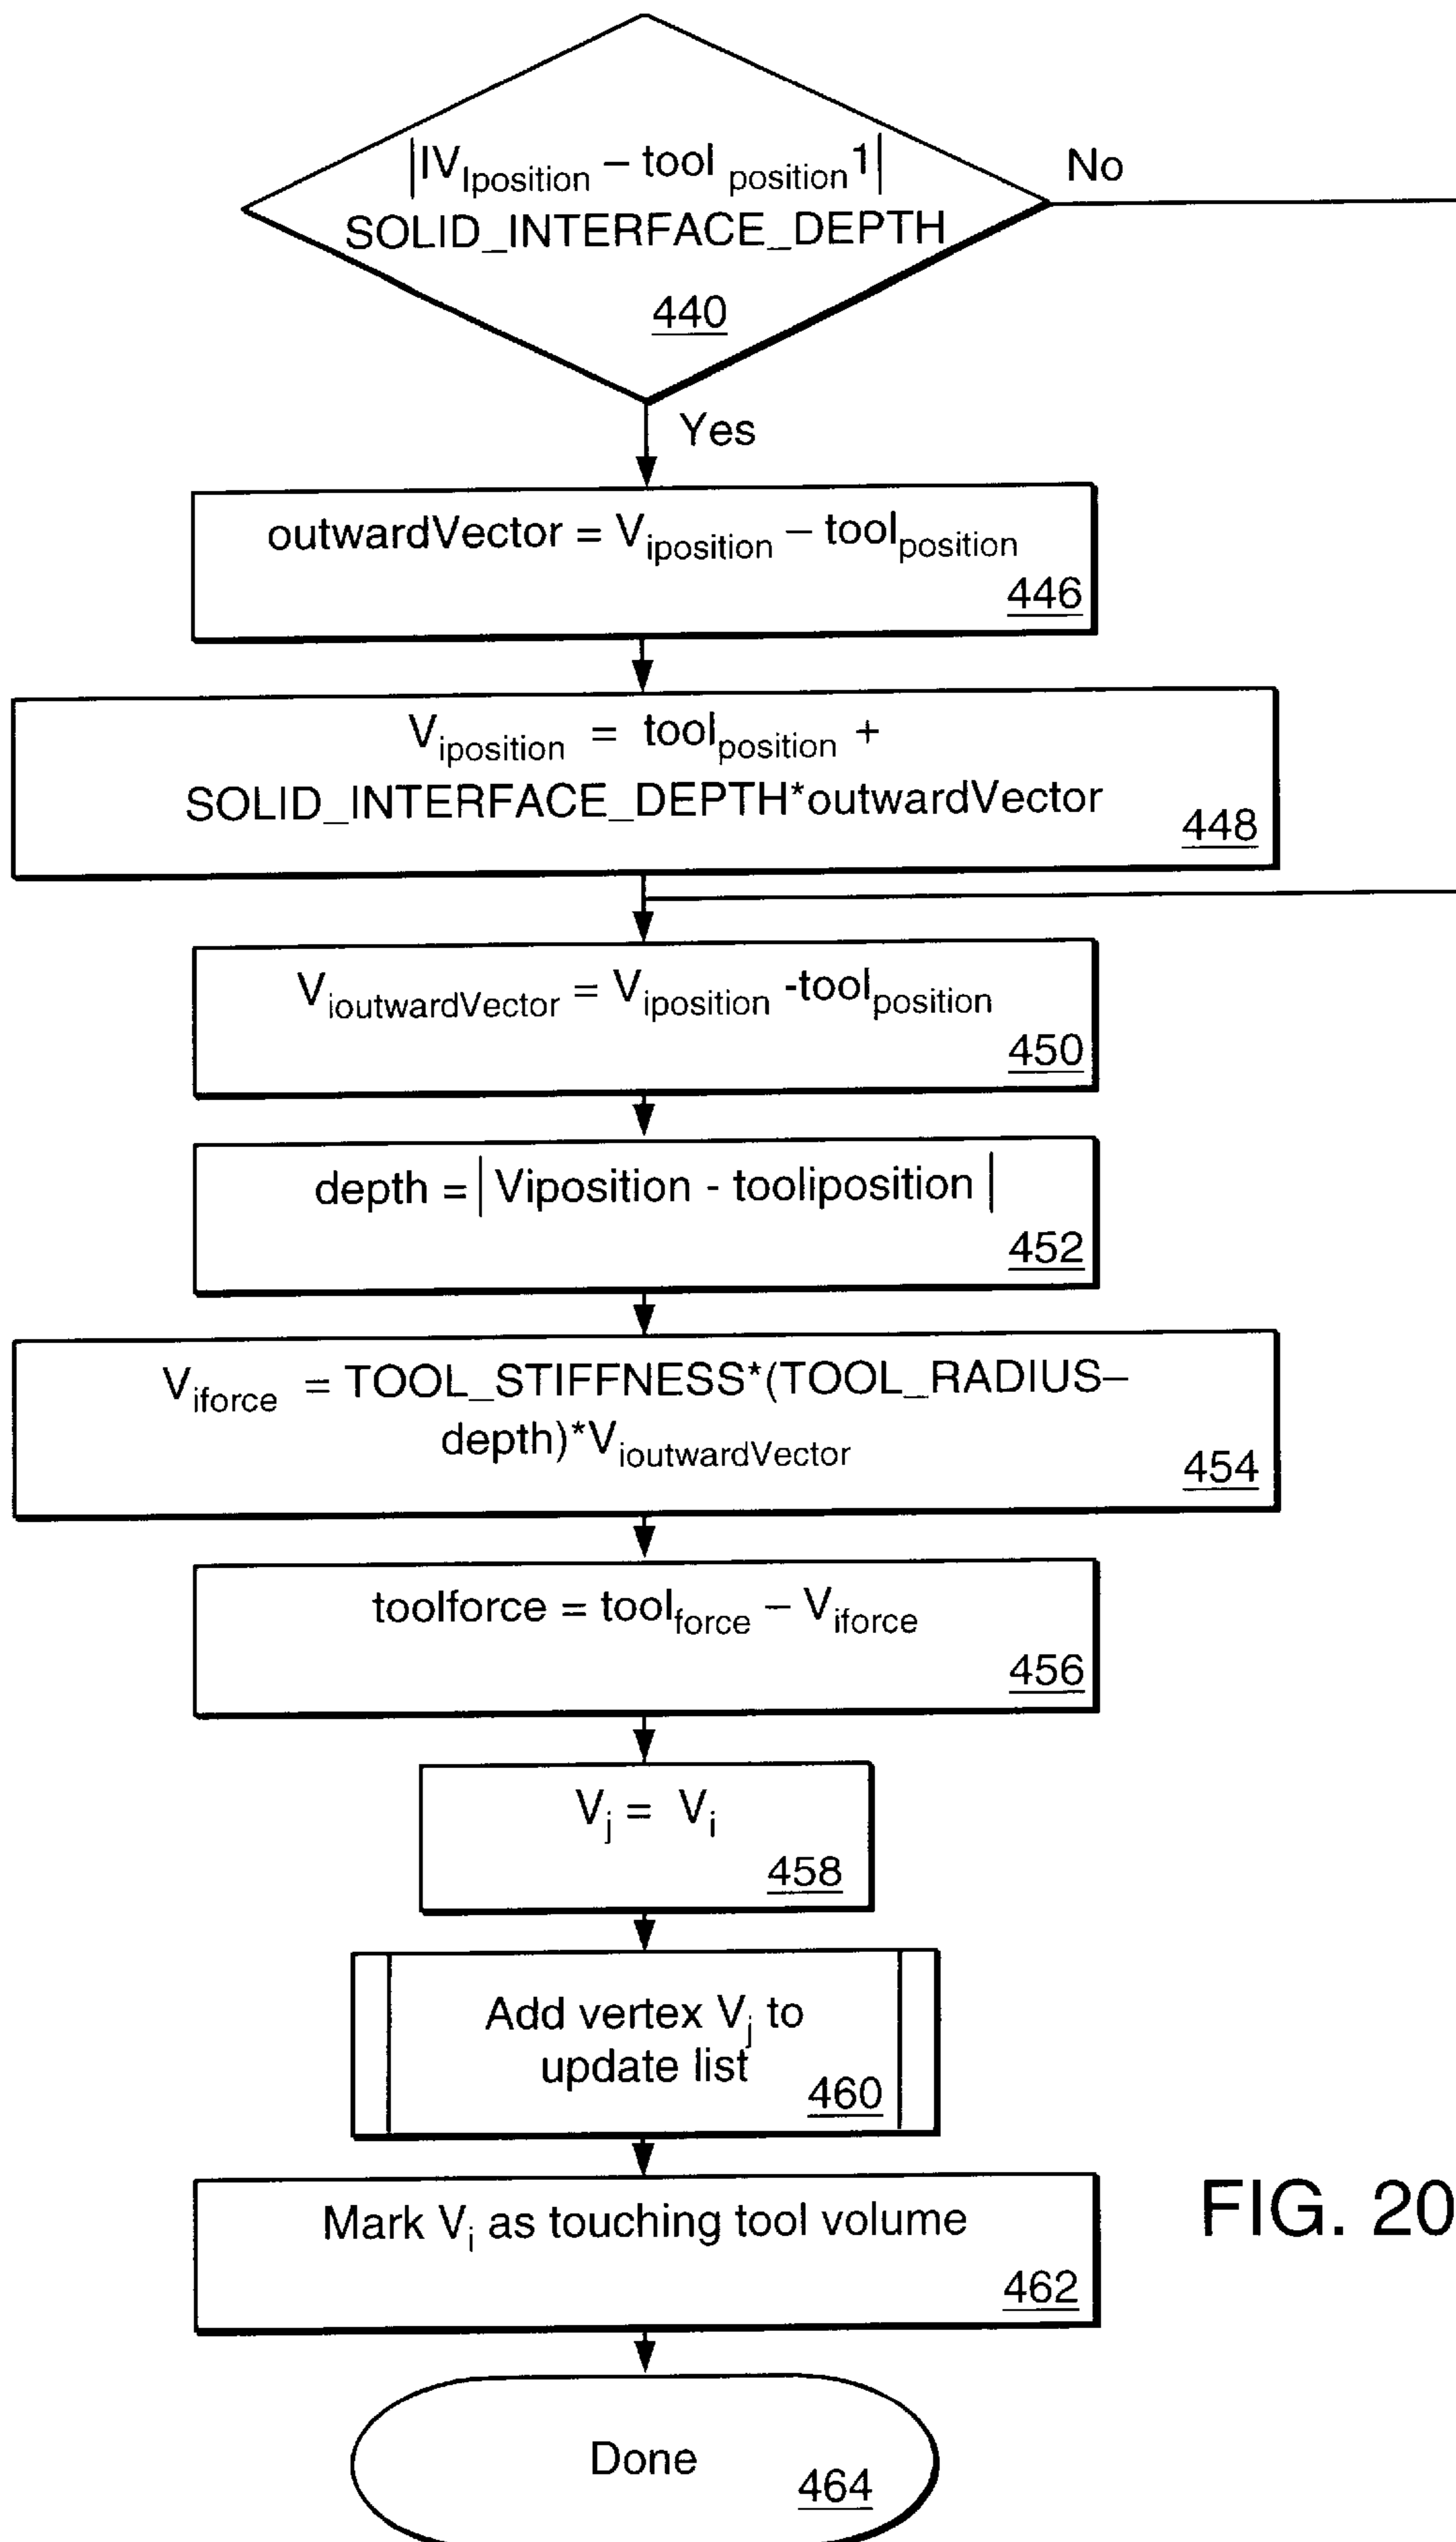 |IVIposition – tool position1|
SOLID_INTERFACE_DEPTH
440
No
Yes
outwardVector = Viposition – toolposition
446
Viposition = toolposition +
SOLID_INTERFACE_DEPTH*outwardVector
448
VioutwardVector = Viposition -toolposition
450
depth = | Viposition - tooliposition |
452
Viforce = TOOL_STIFFNESS*(TOOL_RADIUS–
depth)*VioutwardVector
454
toolforce = toolforce – Viforce
456
Vj = Vi
458
Add vertex Vj to
update list
460
Mark Vi as touching tool volume
462
FIG. 20
Done
464